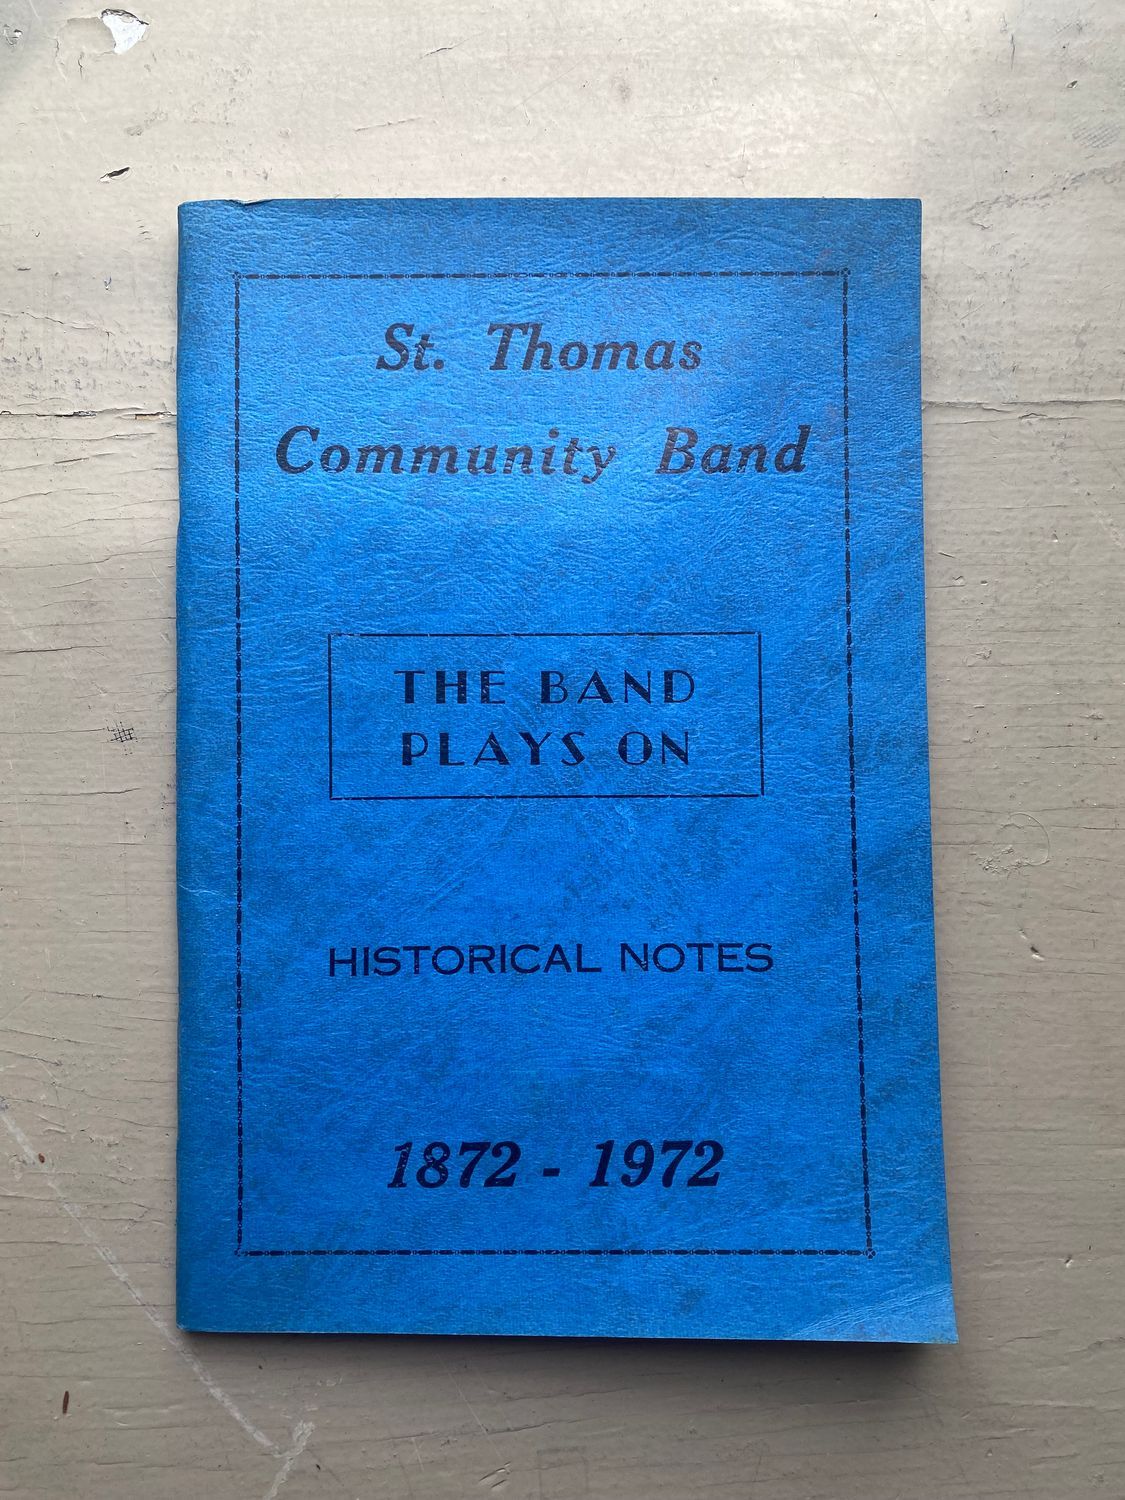 St. Thomas
Community Band
THE BAND
PLAYS ON
HISTORICAL NOTES
1872 - 1972